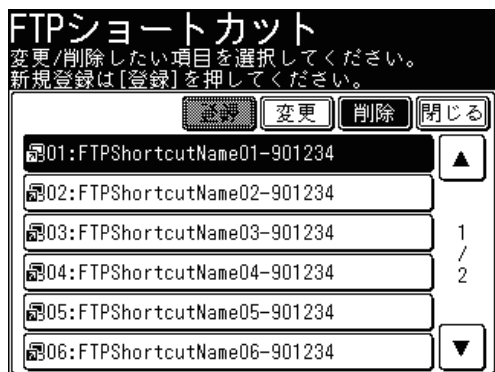 FTPショートカット
変更/削除したい項目を選択してください。
新規登録は[登録]を押してください。
登録 変更 削除 閉じる
01:FTPShortcutName01-901234
02:FTPShortcutName02-901234
03:FTPShortcutName03-901234
04:FTPShortcutName04-901234
05:FTPShortcutName05-901234
06:FTPShortcutName06-901234
1/2